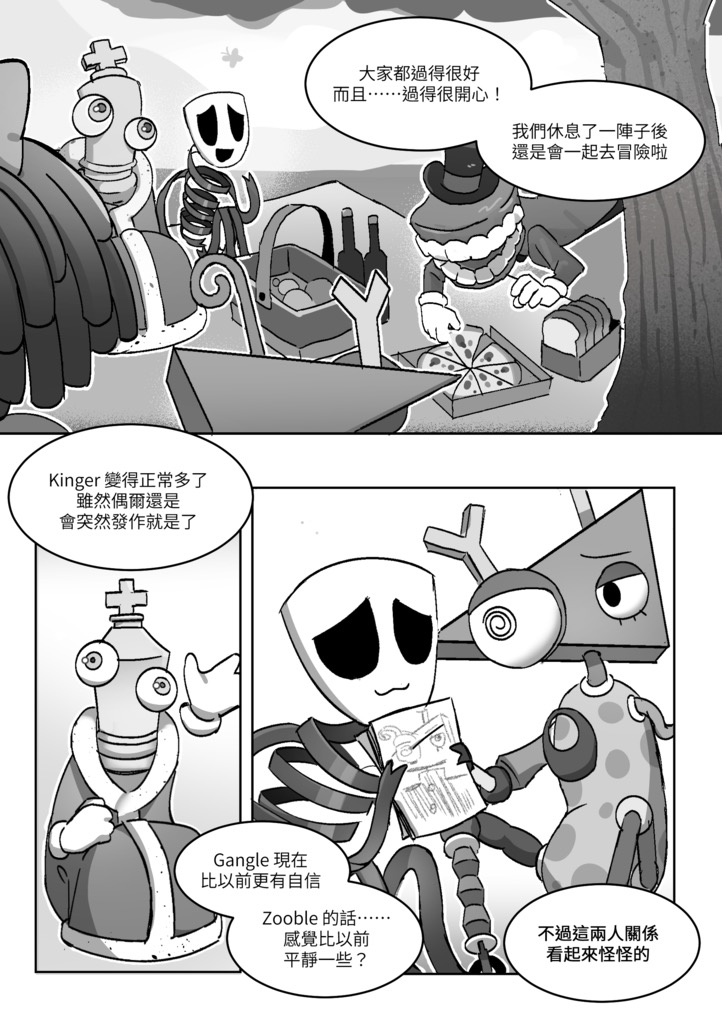 大家都過得很好
而且⋯⋯過得很開心！
我們休息了一陣子後
還是會一起去冒險啦
Kinger 變得正常多了
雖然偶爾還是
會突然發作就是了
Gangle 現在
比以前更有自信
Zooble 的話⋯⋯
感覺比以前
平靜一些？
不過這兩人關係
看起來怪怪的